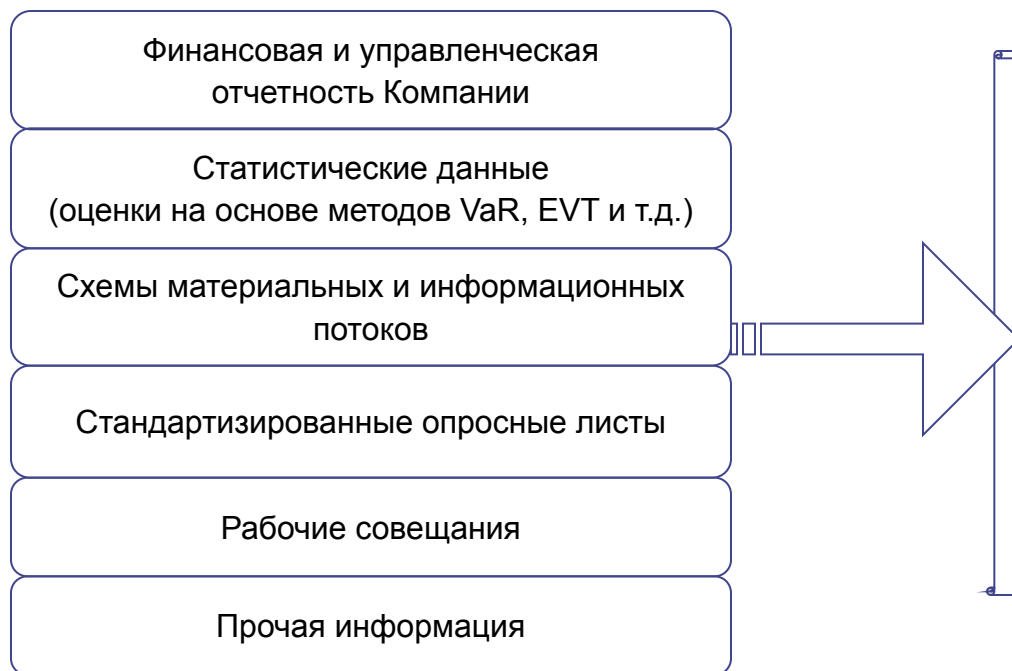 Финансовая и управленческая
отчетность Компании
Статистические данные
(оценки на основе методов VaR, EVT и т.д.)
Схемы материальных и информационных
потоков
Стандартизированные опросные листы
Рабочие совещания
Прочая информация